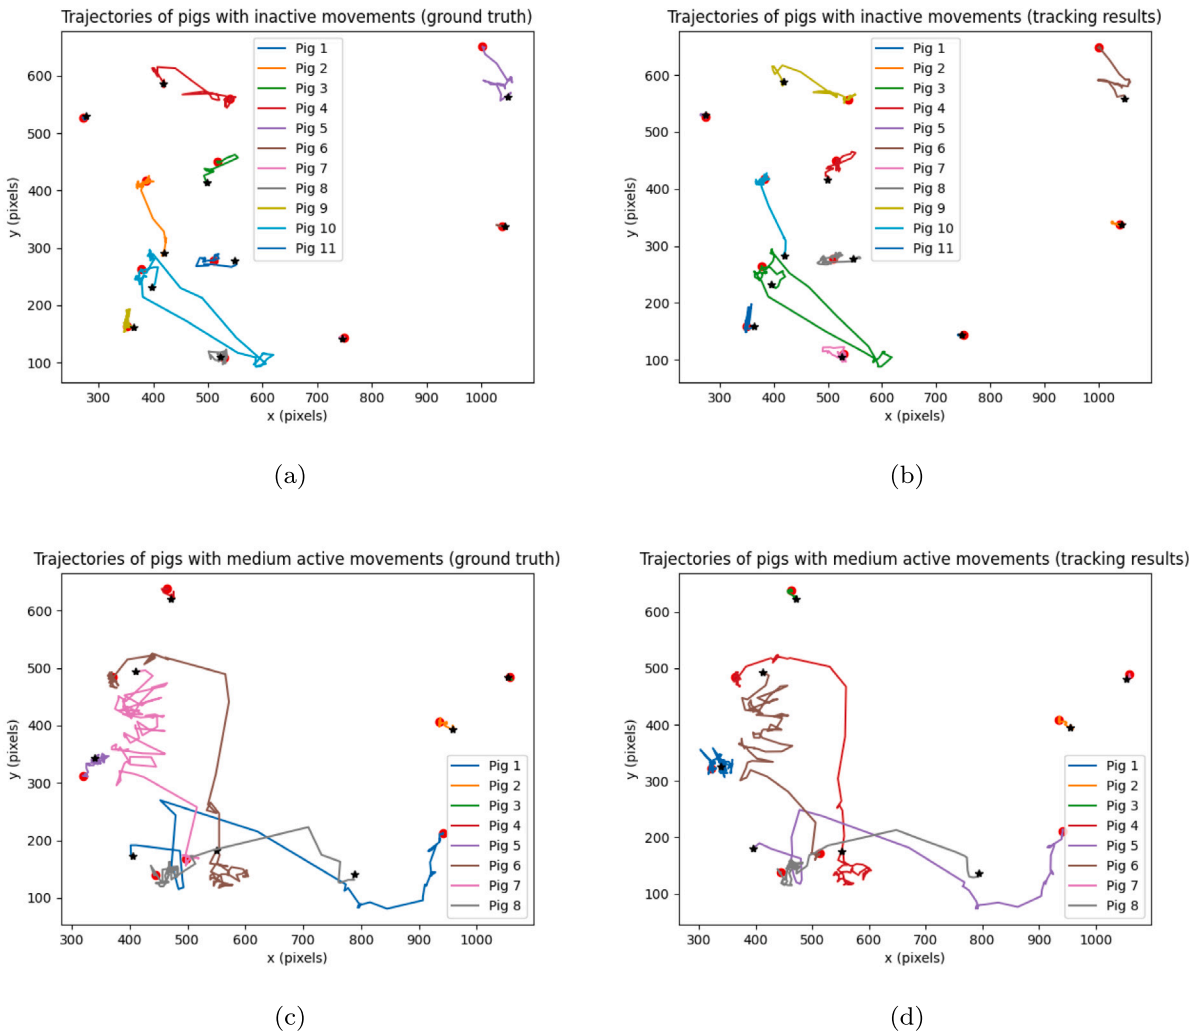 Trajectories of pigs with inactive movements (ground truth)
y (pixels)
600
500
400
300
200
100
Pig 1
Pig 2
Pig 3
Pig 4
Pig 5
Pig 6
Pig 7
Pig 8
Pig 9
Pig 10
Pig 11
300 400 500 600 700 800 900 1000
x (pixels)
(a)
Trajectories of pigs with inactive movements (tracking results)
y (pixels)
600
500
400
300
200
100
Pig 1
Pig 2
Pig 3
Pig 4
Pig 5
Pig 6
Pig 7
Pig 8
Pig 9
Pig 10
Pig 11
300 400 500 600 700 800 900 1000
x (pixels)
(b)
Trajectories of pigs with medium active movements (ground truth)
y (pixels)
600
500
400
300
200
100
Pig 1
Pig 2
Pig 3
Pig 4
Pig 5
Pig 6
Pig 7
Pig 8
300 400 500 600 700 800 900 1000
x (pixels)
(c)
Trajectories of pigs with medium active movements (tracking results)
y (pixels)
600
500
400
300
200
100
Pig 1
Pig 2
Pig 3
Pig 4
Pig 5
Pig 6
Pig 7
Pig 8
300 400 500 600 700 800 900 1000
x (pixels)
(d)